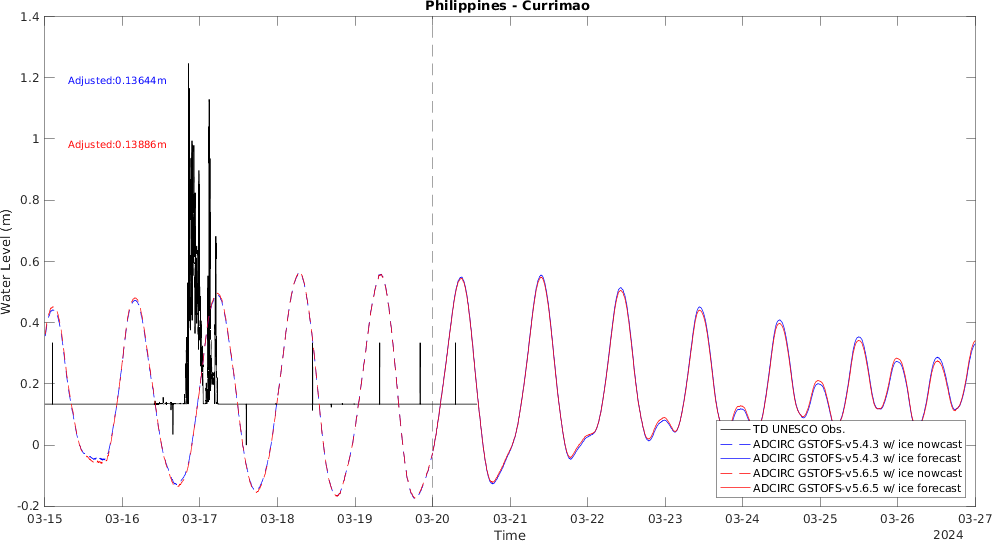 Philippines - Currimao
Adjusted:0.13644m
Adjusted:0.13886m
Water Level (m)
1.4
1.2
1
0.8
0.6
0.4
0.2
0
-0.2
TD UNESCO Obs.
ADCIRC GSTOFS-v5.4.3 w/ ice nowcast
ADCIRC GSTOFS-v5.4.3 w/ ice forecast
ADCIRC GSTOFS-v5.6.5 w/ ice nowcast
ADCIRC GSTOFS-v5.6.5 w/ ice forecast
03-15 03-16 03-17 03-18 03-19 03-20 03-21 03-22 03-23 03-24 03-25 03-26 03-27
Time
2024